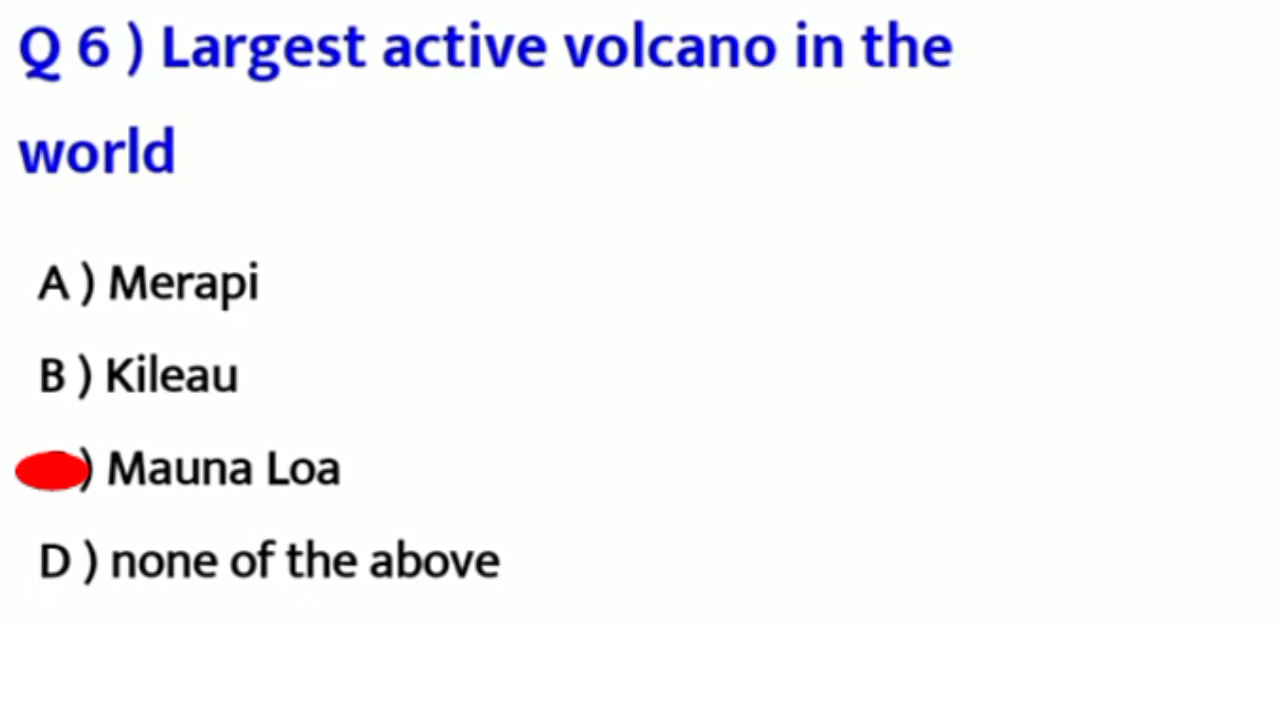 Q 6 ) Largest active volcano in the
world
A ) Merapi
B ) Kileau
) Mauna Loa
D ) none of the above